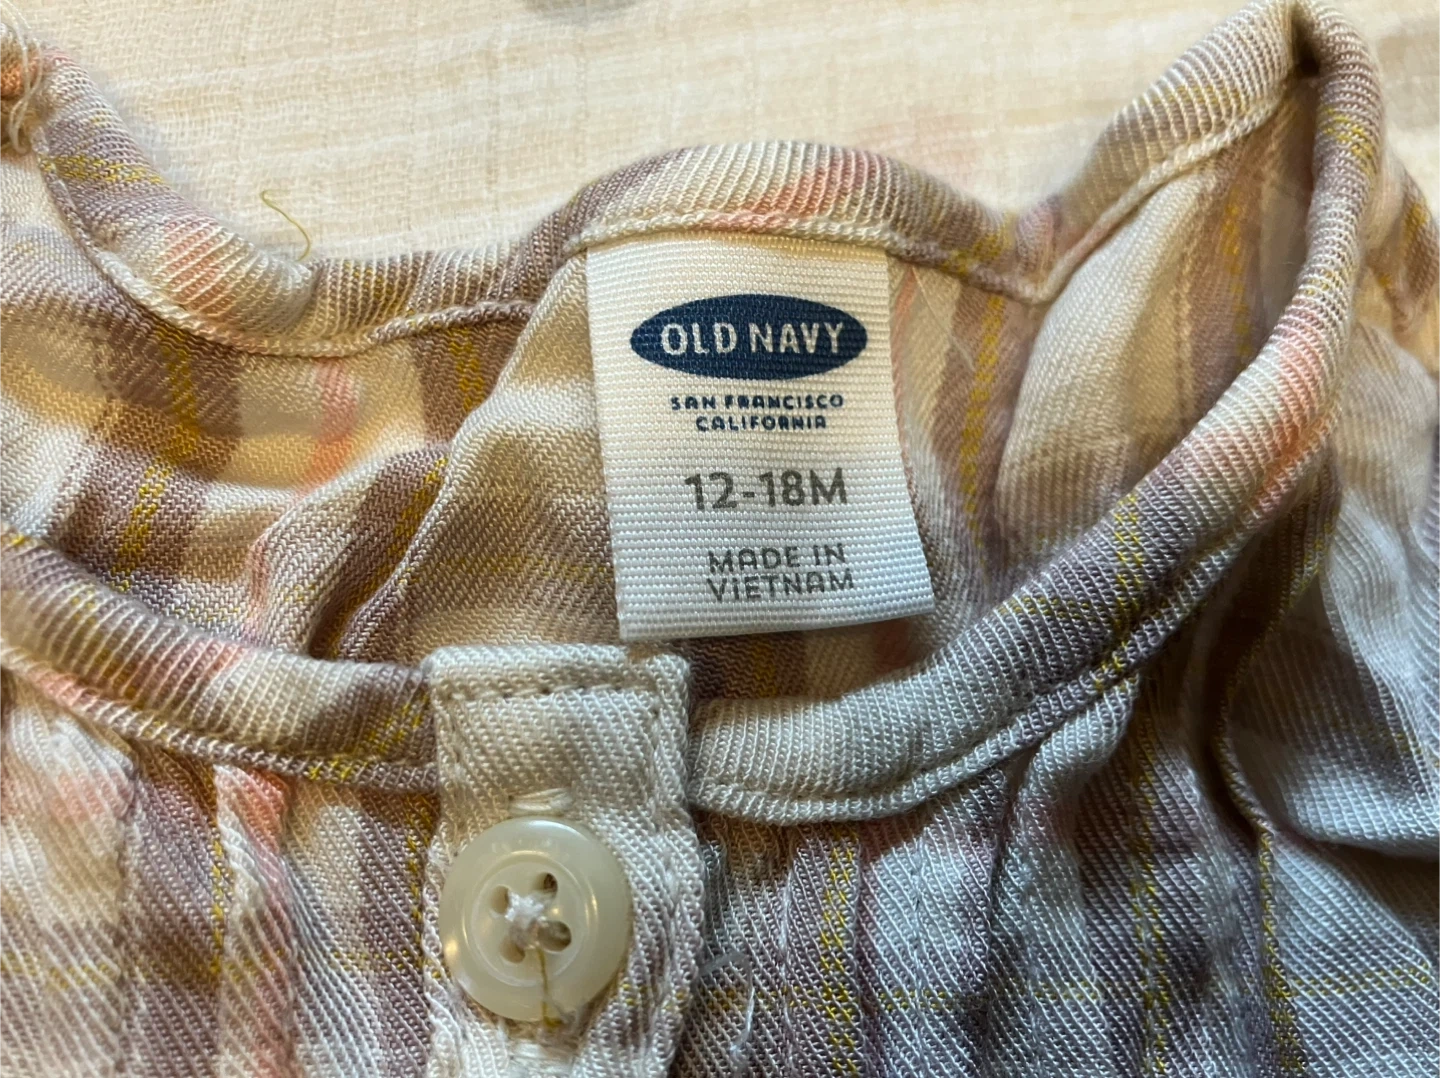 OLD NAVY
SAN FRANCISCO
CALIFORNIA
12-18M
MADE IN
VIETNAM